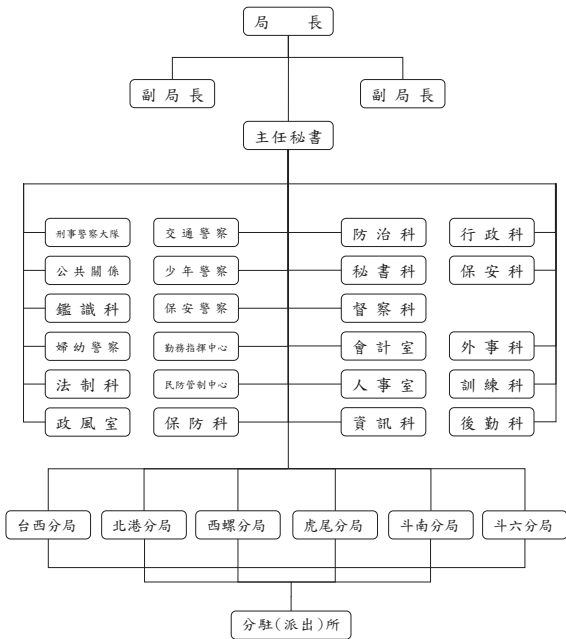 局 長
副局長 副局長
主任秘書
刑事警察大隊 交通警察 防治科 行政科
公共關係 少年警察 秘書科 保安科
鑑識科 保安警察 督察科
婦幼警察 勤務指揮中心 會計室 外事科
法制科 民防管制中心 人事室 訓練科
政風室 保防科 資訊科 後勤科
台西分局 北港分局 西螺分局 虎尾分局 斗南分局 斗六分局
分駐(派出)所